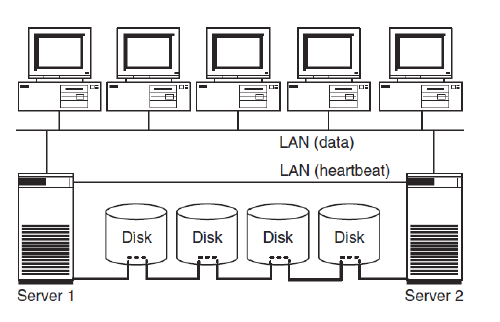 LAN (data)
LAN (heartbeat)
Disk Disk Disk Disk
Server 1 Server 2